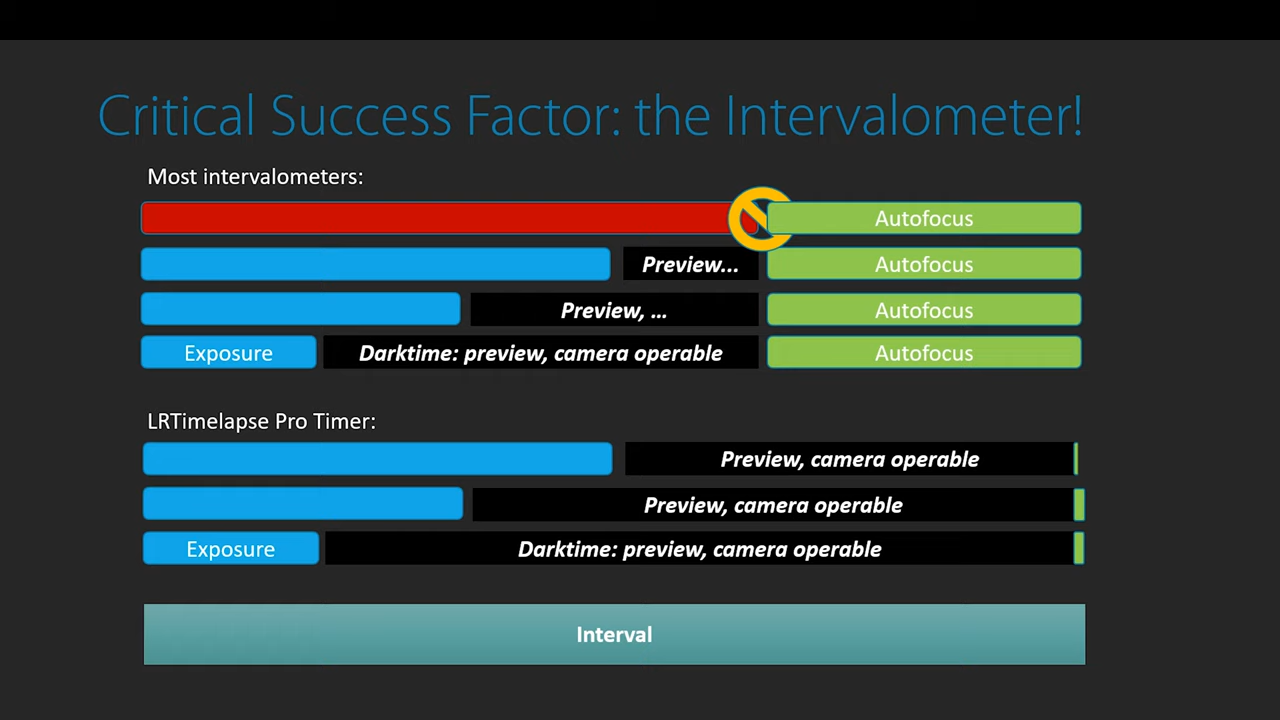 Critical Success Factor: the Intervalometer!
Most intervalometers:
Autofocus
Preview... Autofocus
Preview, ... Autofocus
Exposure Darktime: preview, camera operable Autofocus
LRTimelapse Pro Timer:
Preview, camera operable
Preview, camera operable
Exposure Darktime: preview, camera operable
Interval